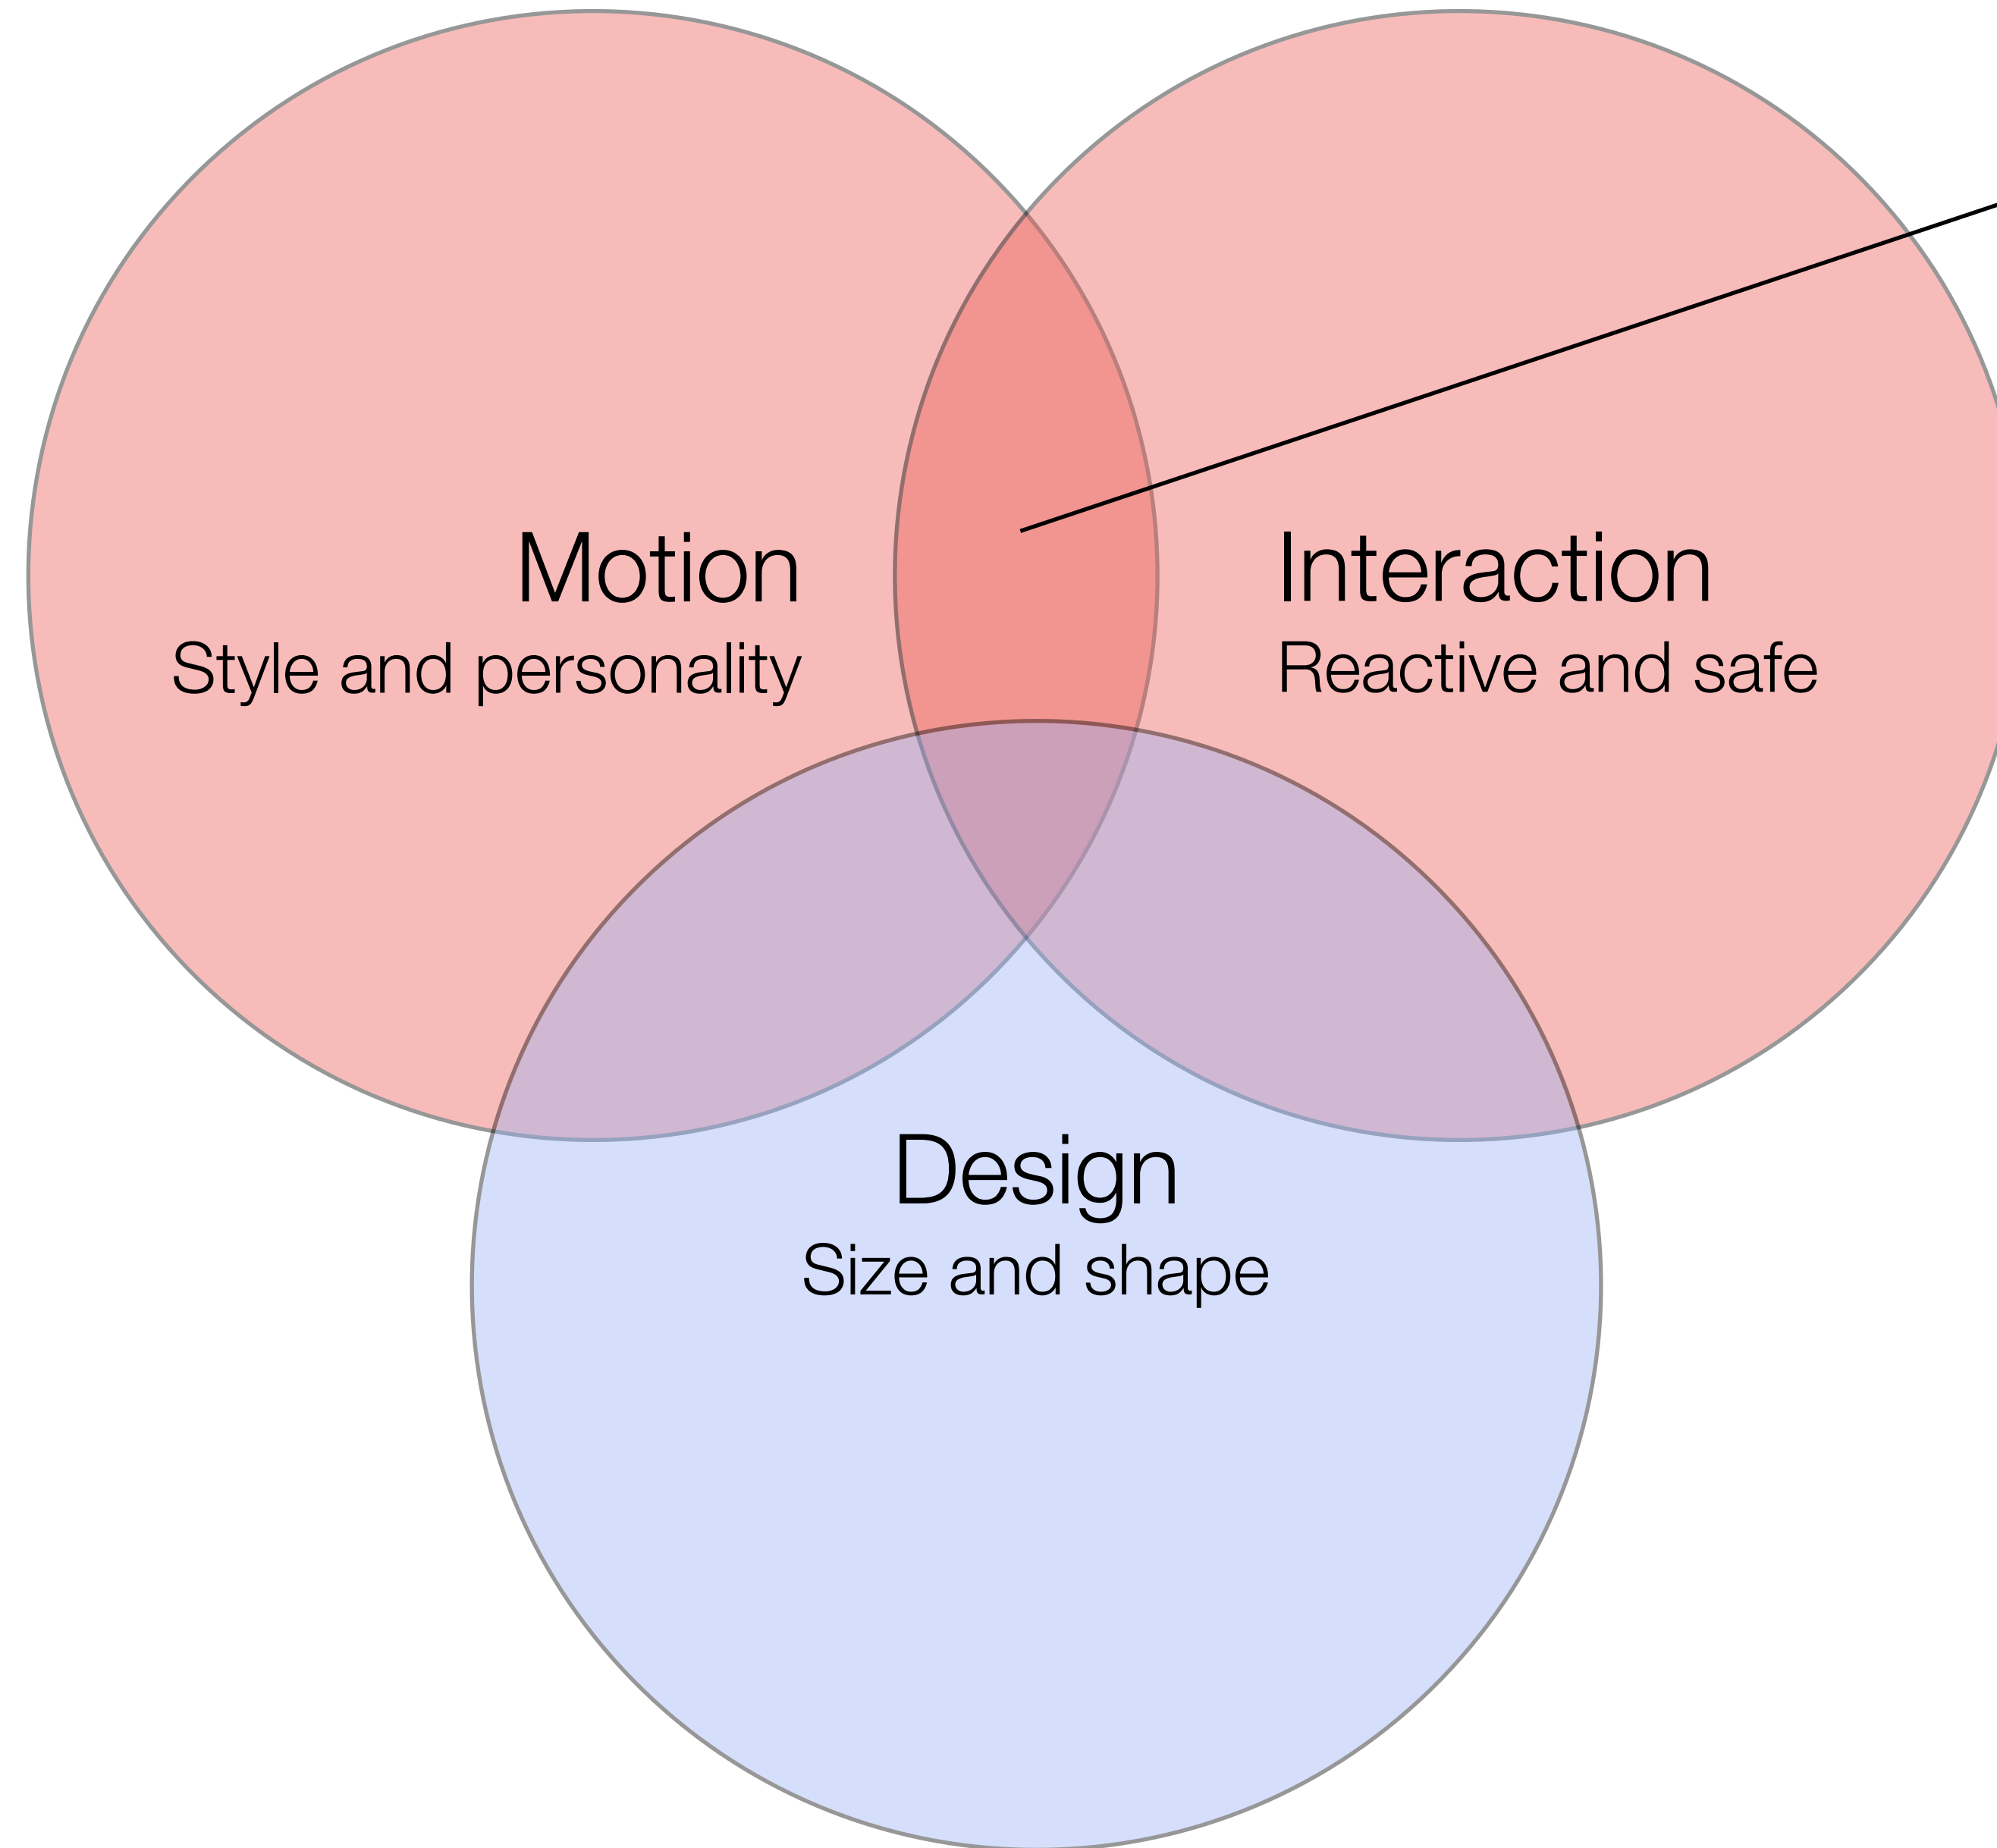 Motion
Style and personality
Interaction
Reactive and safe
Design
Size and shape